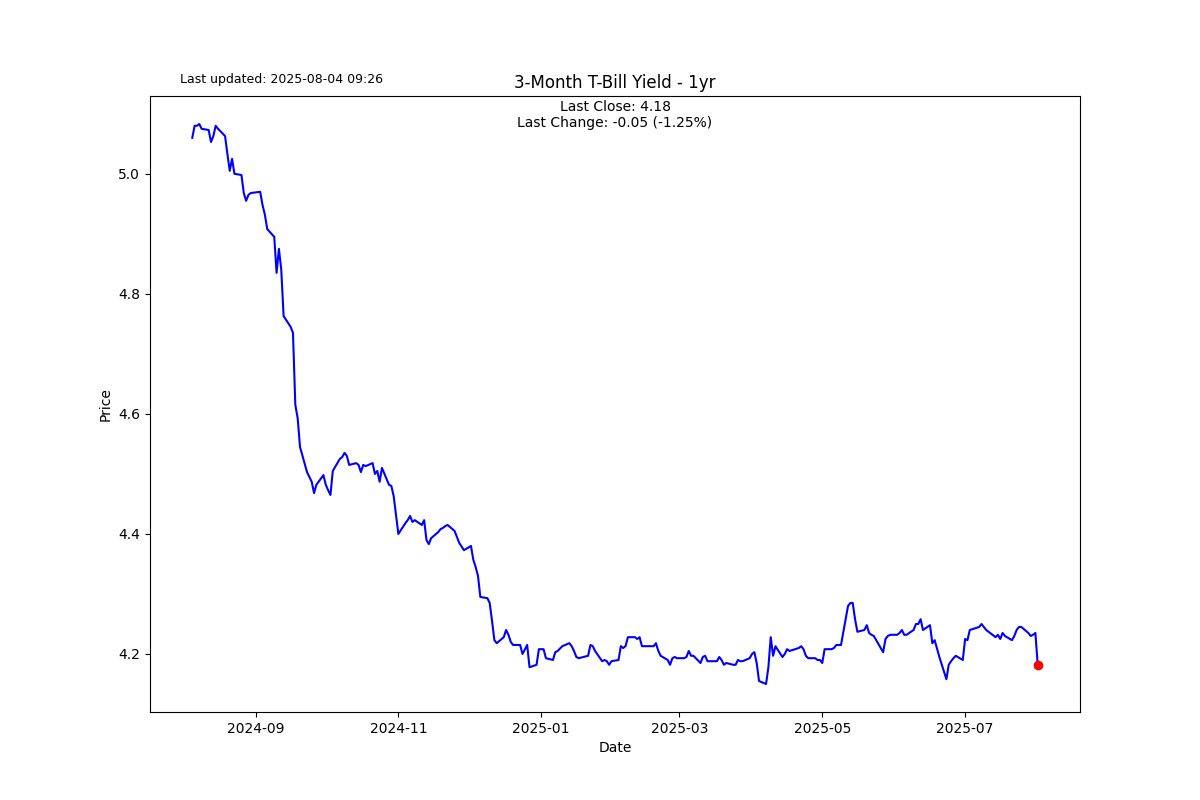 Last updated: 2025-08-04 09:26
3-Month T-Bill Yield - 1yr
Last Close: 4.18
Last Change: -0.05 (-1.25%)
5.0
4.8
4.6
4.4
4.2
Price
2024-09
2024-11
2025-01
2025-03
2025-05
2025-07
Date